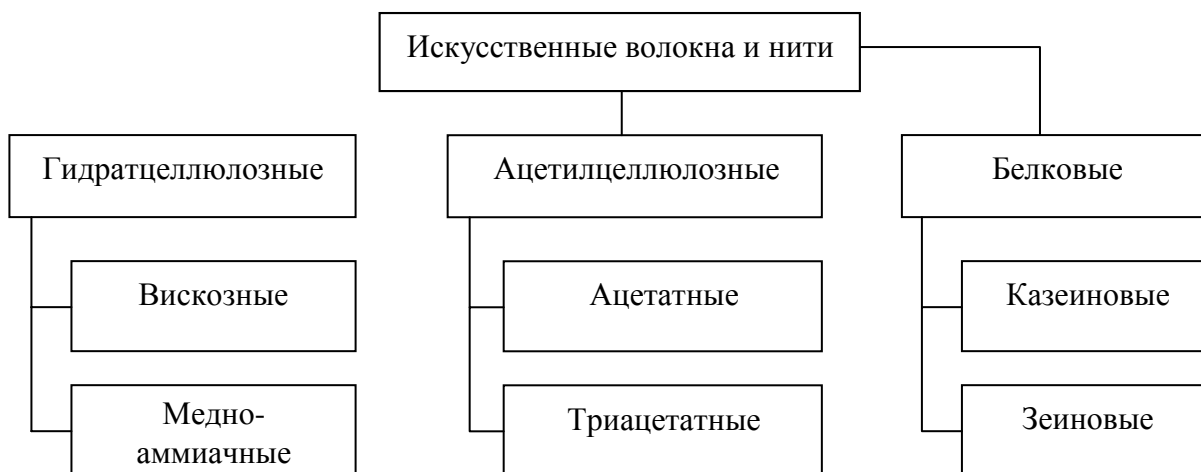 Искусственные волокна и нити
Гидратцеллюлозные
Ацетилцеллюлозные
Белковые
Вискозные
Ацетатные
Казеиновые
Медно-
аммиачные
Триацетатные
Зеиновые